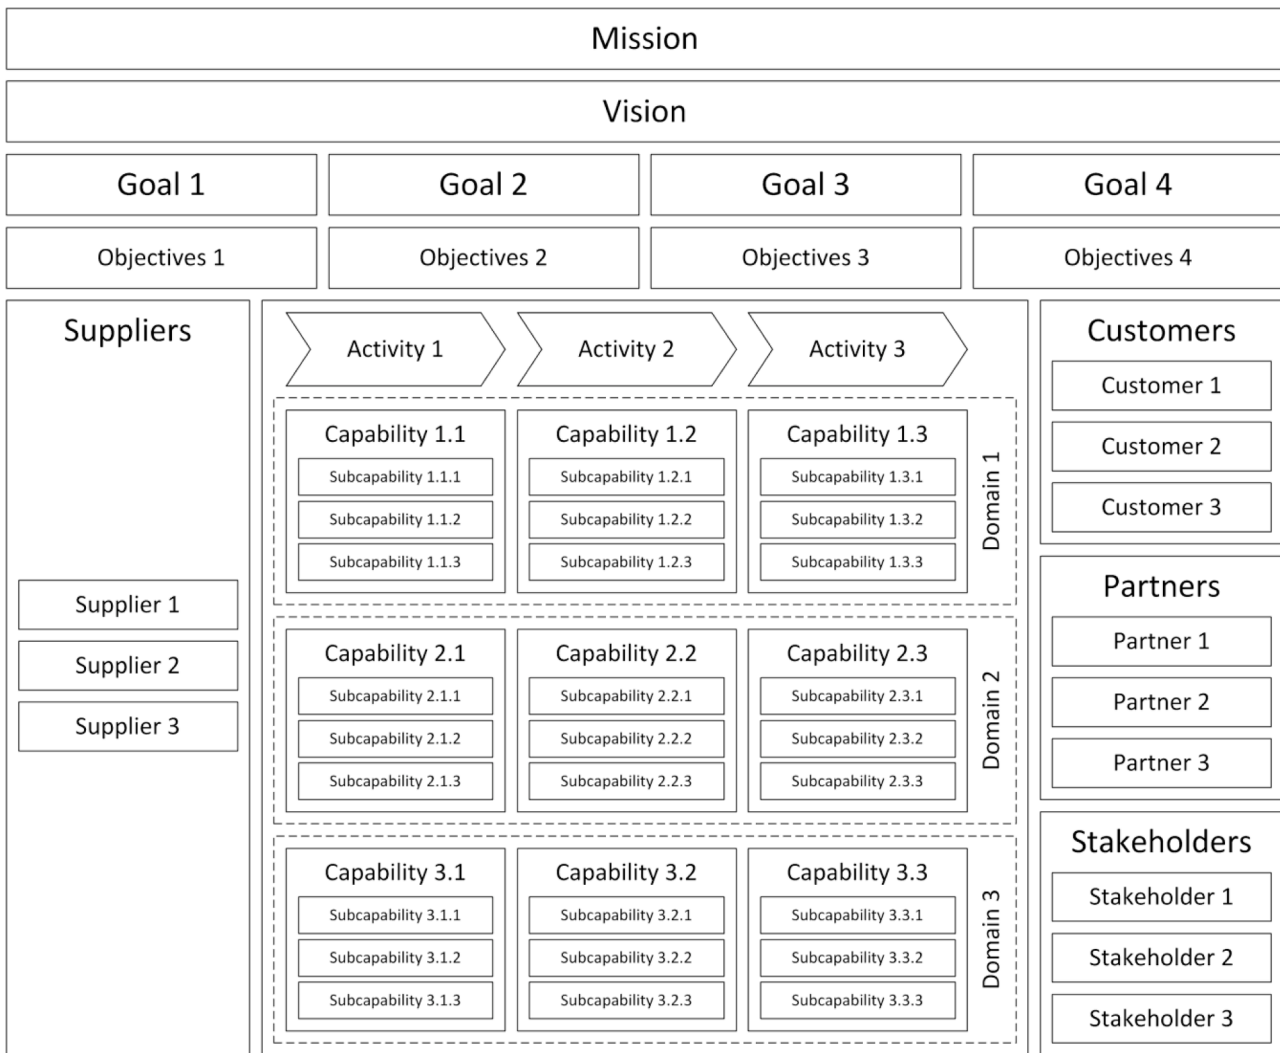 Mission
Vision
Goal 1
Goal 2
Goal 3
Goal 4
Objectives 1
Objectives 2
Objectives 3
Objectives 4
Suppliers
Supplier 1
Supplier 2
Supplier 3
Activity 1
Activity 2
Activity 3
Capability 1.1
Subcapability 1.1.1
Subcapability 1.1.2
Subcapability 1.1.3
Capability 1.2
Subcapability 1.2.1
Subcapability 1.2.2
Subcapability 1.2.3
Capability 1.3
Subcapability 1.3.1
Subcapability 1.3.2
Subcapability 1.3.3
Domain 1
Capability 2.1
Subcapability 2.1.1
Subcapability 2.1.2
Subcapability 2.1.3
Capability 2.2
Subcapability 2.2.1
Subcapability 2.2.2
Subcapability 2.2.3
Capability 2.3
Subcapability 2.3.1
Subcapability 2.3.2
Subcapability 2.3.3
Domain 2
Capability 3.1
Subcapability 3.1.1
Subcapability 3.1.2
Subcapability 3.1.3
Capability 3.2
Subcapability 3.2.1
Subcapability 3.2.2
Subcapability 3.2.3
Capability 3.3
Subcapability 3.3.1
Subcapability 3.3.2
Subcapability 3.3.3
Domain 3
Customers
Customer 1
Customer 2
Customer 3
Partners
Partner 1
Partner 2
Partner 3
Stakeholders
Stakeholder 1
Stakeholder 2
Stakeholder 3